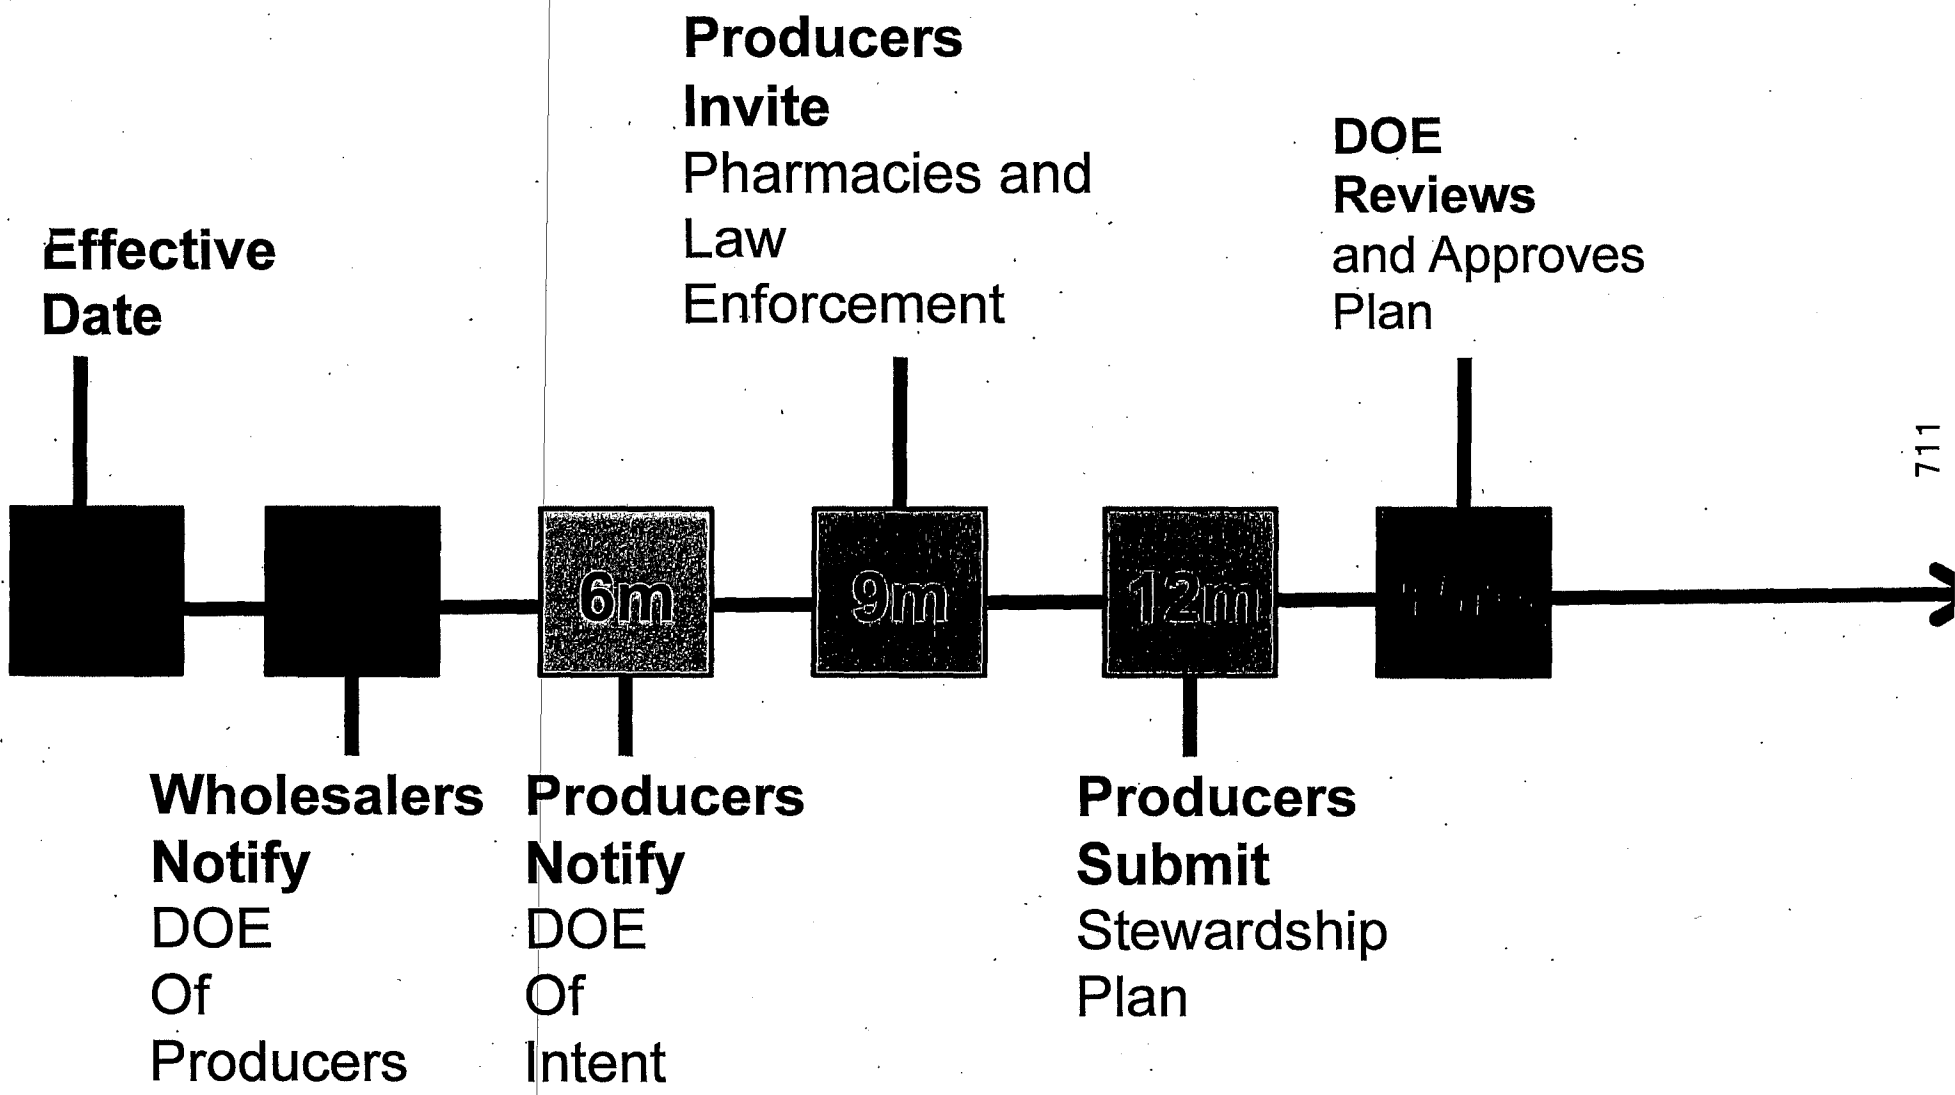 Effective
Date
Producers
Invite
Pharmacies and
Law
Enforcement
DOE
Reviews
and Approves
Plan
711
6m
9m
12m
Wholesalers
Notify
DOE
Of
Producers
Producers
Notify
DOE
Of
Intent
Producers
Submit
Stewardship
Plan